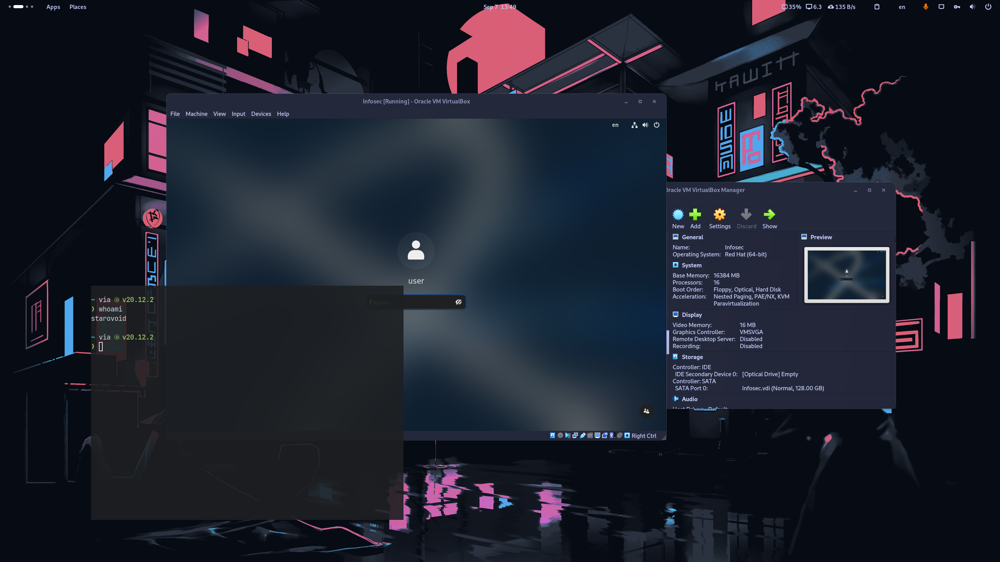 Apps Places
Sep 7 13:49
35% 6.3 135 B/s en
KAWITT
Infosec [Running] - Oracle VM VirtualBox
File Machine View Input Devices Help
en
user
Пароль
~ via v20.12.2
❯ whoami
starovoid
~ via v20.12.2
❯
Right Ctrl
Oracle VM VirtualBox Manager
New Add Settings Discard Show
General
Name: Infosec
Operating System: Red Hat (64-bit)
Preview
System
Base Memory: 16384 MB
Processors: 16
Boot Order: Floppy, Optical, Hard Disk
Acceleration: Nested Paging, PAE/NX, KVM
Paravirtualization
Display
Video Memory: 16 MB
Graphics Controller: VMSVGA
Remote Desktop Server: Disabled
Recording: Disabled
Storage
Controller: IDE
IDE Secondary Device 0: [Optical Drive] Empty
Controller: SATA
SATA Port 0: Infosec.vdi (Normal, 128.00 GB)
Audio
Host Driver: Default